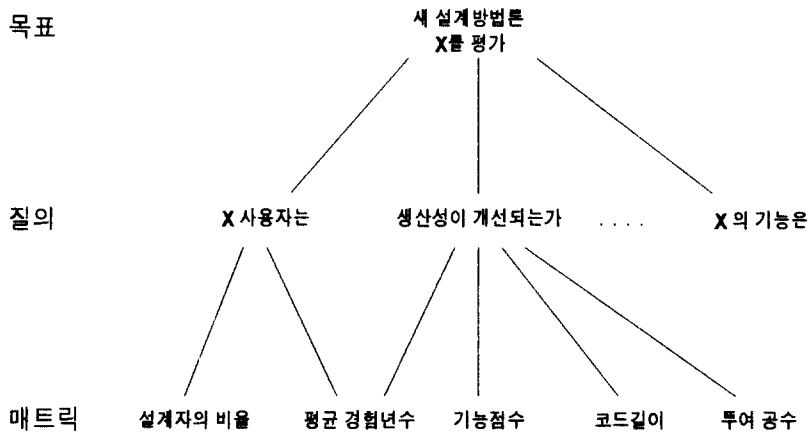 목표
새 설계방법론
X를 평가
질의
X 사용자는
생산성이 개선되는가
. . . .
X 의 기능은
매트릭
설계자의 비율
평균 경험년수
기능점수
코드길이
투여 공수